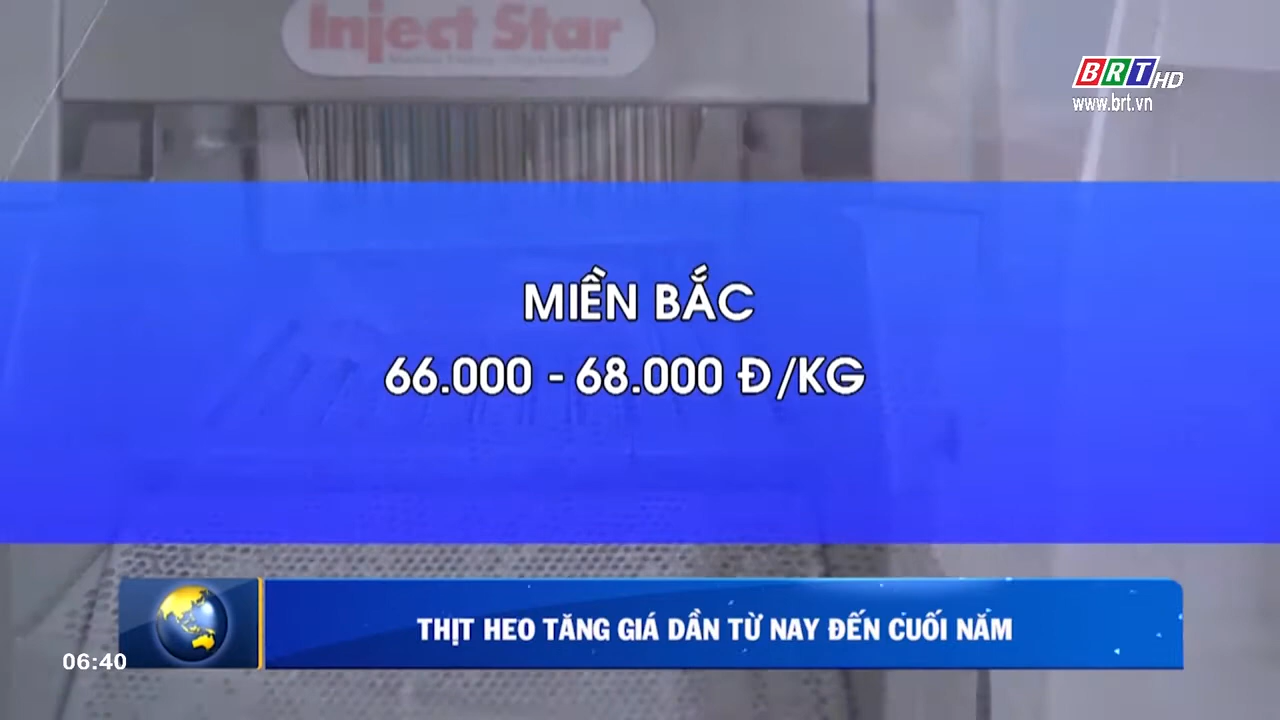 Inject Star
BRT HD
www.brt.vn
MIỀN BẮC
66.000 - 68.000 Đ/KG
THỊT HEO TĂNG GIÁ DẦN TỪ NAY ĐẾN CUỐI NĂM
06:40